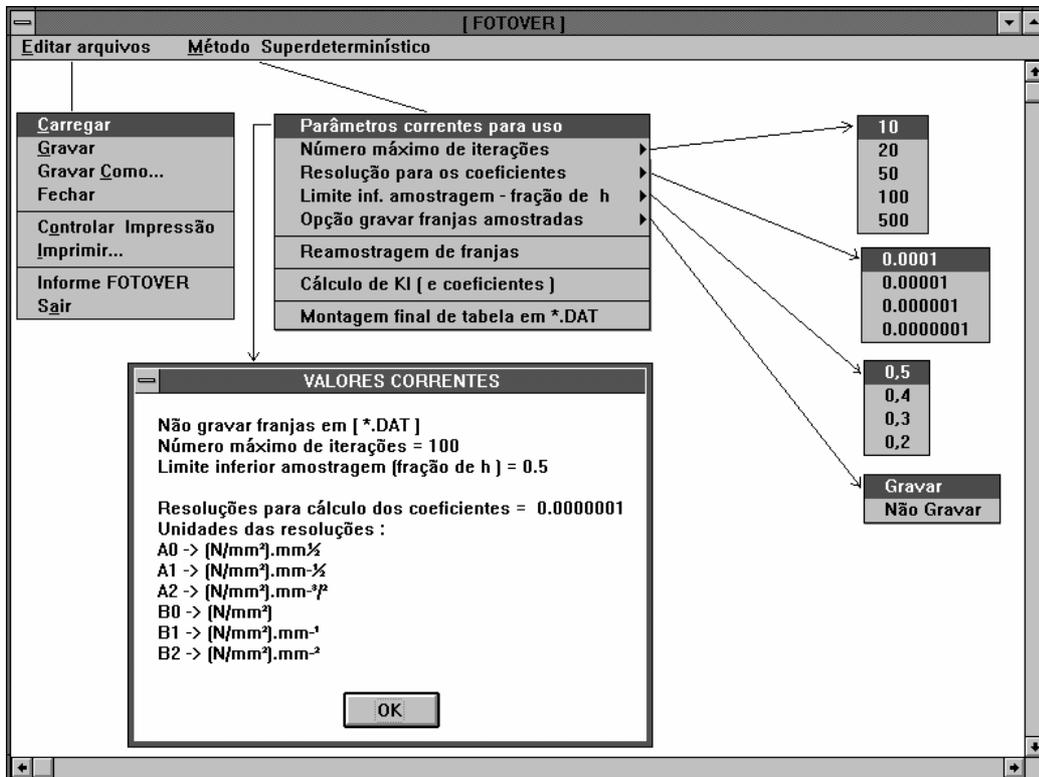 [ FOTOVER ]
Editar arquivos Método Superdeterminístico
Carregar
Gravar
Gravar Como...
Fechar
Controlar Impressão
Imprimir...
Informe FOTOVER
Sair
Parâmetros correntes para uso
Número máximo de iterações
Resolução para os coeficientes
Limite inf. amostragem - fração de h
Opção gravar franjas amostradas
Reamostragem de franjas
Cálculo de KI ( e coeficientes )
Montagem final de tabela em *.DAT
10
20
50
100
500
0.0001
0.00001
0.000001
0.0000001
0,5
0,4
0,3
0,2
Gravar
Não Gravar
VALORES CORRENTES
Não gravar franjas em [ *.DAT ]
Número máximo de iterações = 100
Limite inferior amostragem (fração de h ) = 0.5
Resoluções para cálculo dos coeficientes = 0.0000001
Unidades das resoluções :
A0 -> (N/mm²).mm½
A1 -> (N/mm²).mm-½
A2 -> (N/mm²).mm-³/²
B0 -> (N/mm²)
B1 -> (N/mm²).mm-¹
B2 -> (N/mm²).mm-²
OK